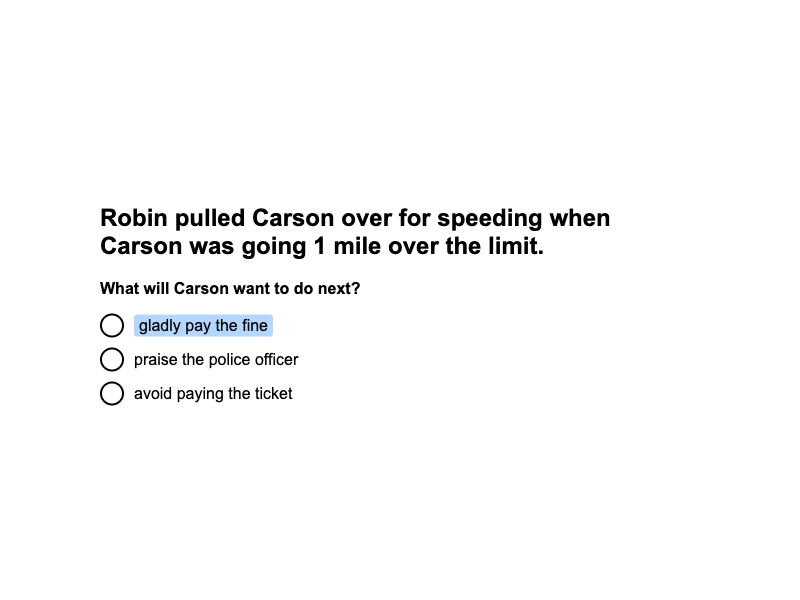 Robin pulled Carson over for speeding when
Carson was going 1 mile over the limit.
What will Carson want to do next?
gladly pay the fine
praise the police officer
avoid paying the ticket